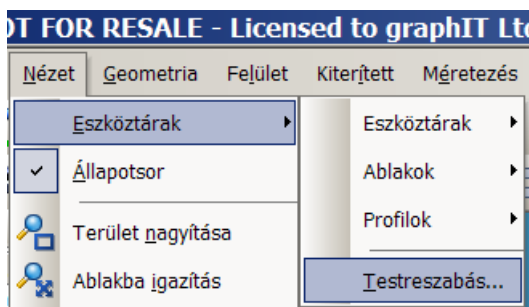 OT FOR RESALE - Licensed to graphIT Ltd
Nézet Geometria Felület Kiterített Méretezés
Eszköztárak
Állapotsor
Terület nagyítása
Ablakba igazítás
Eszköztárak
Ablakok
Profilok
Testreszabás...